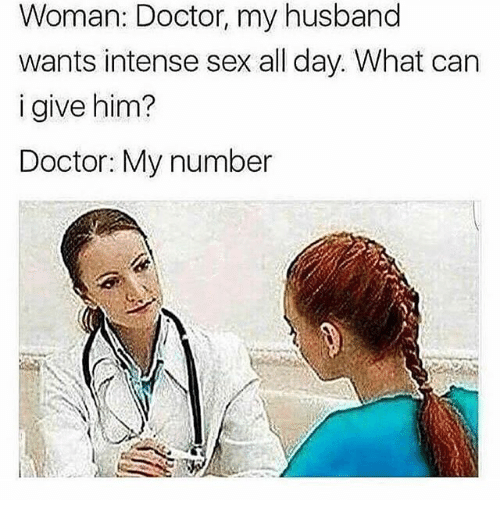 Woman: Doctor, my husband
wants intense sex all day. What can
i give him?
Doctor: My number